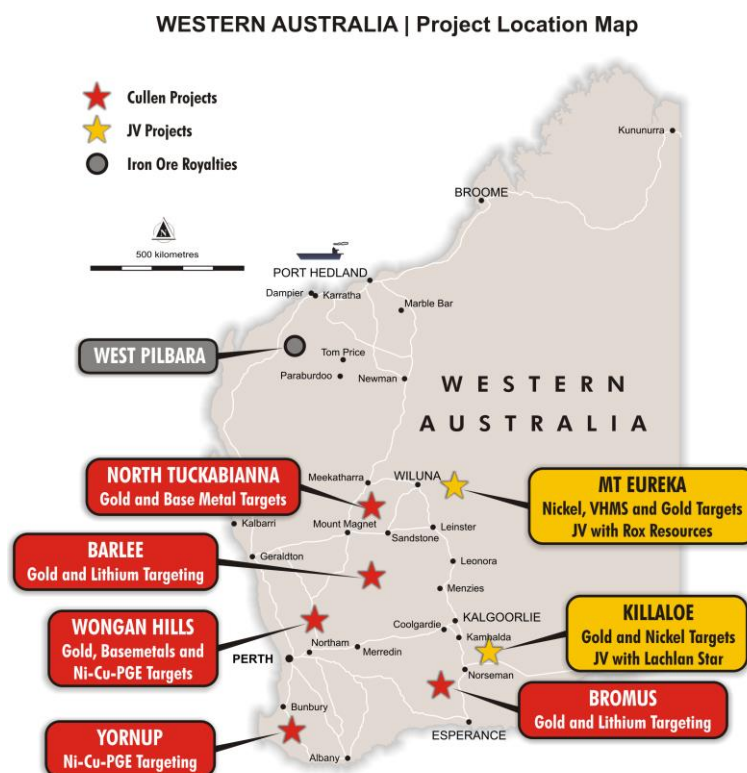 WESTERN AUSTRALIA | Project Location Map
Cullen Projects
JV Projects
Iron Ore Royalties
N
500 kilometres
Kununurra
BROOME
PORT HEDLAND
Dampier
Karratha
Marble Bar
WEST PILBARA
Tom Price
Paraburdoo
Newman
WESTERN
AUSTRALIA
NORTH TUCKABIANNA
Gold and Base Metal Targets
Meekatharra
WILUNA
MT EUREKA
Nickel, VHMS and Gold Targets
JV with Rox Resources
Kalbarri
Mount Magnet
Sandstone
Leinster
BARLEE
Gold and Lithium Targeting
Geraldton
Leonora
Menzies
WONGAN HILLS
Gold, Basemetals and
Ni-Cu-PGE Targets
Coolgardie
KALGOORLIE
Kambalda
KILLALOE
Gold and Nickel Targets
JV with Lachlan Star
PERTH
Northam
Merredin
Norseman
BROMUS
Gold and Lithium Targeting
Bunbury
YORNUP
Ni-Cu-PGE Targeting
Albany
ESPERANCE